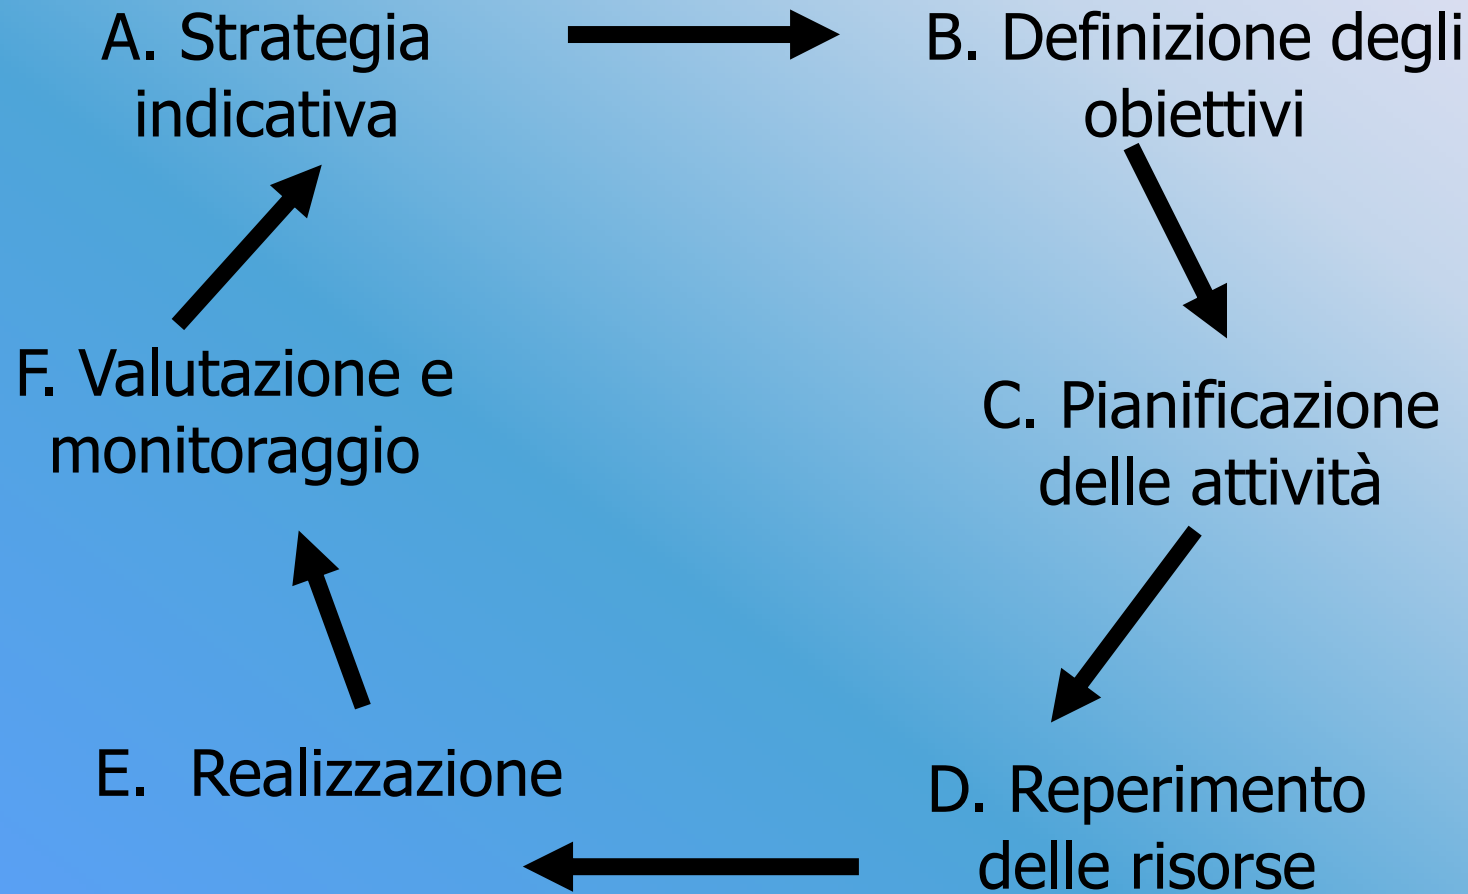 A. Strategia
indicativa
B. Definizione degli
obiettivi
C. Pianificazione
delle attività
D. Reperimento
delle risorse
E. Realizzazione
F. Valutazione e
monitoraggio